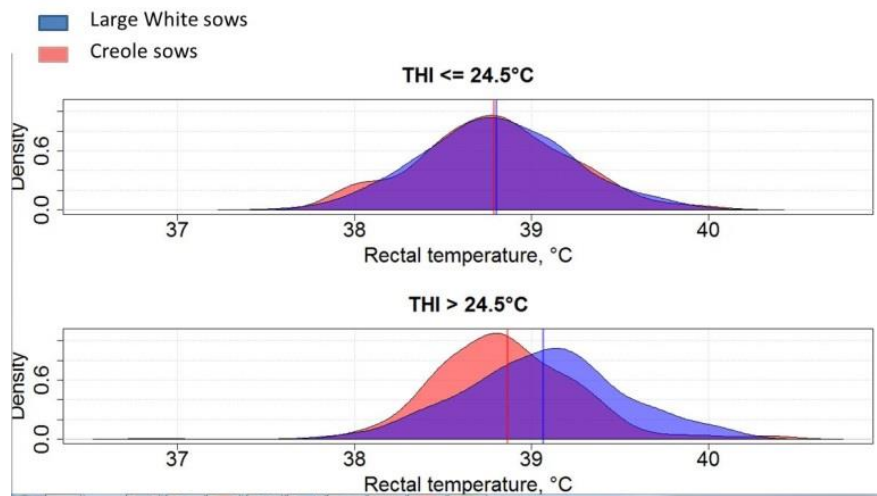 Large White sows
Creole sows
THI <= 24.5°C
Density
0.0 0.6
37 38 39 40
Rectal temperature, °C
THI > 24.5°C
Density
0.0 0.6
37 38 39 40
Rectal temperature, °C